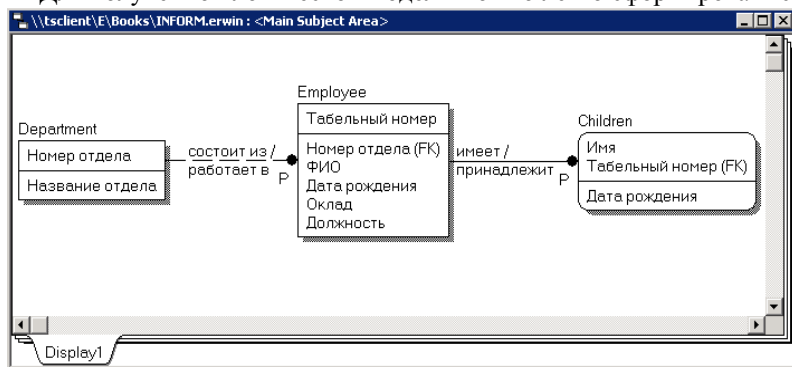 \\tsclient\E\Books\INFORM.erwin : <Main Subject Area>
Department
Номер отдела
Название отдела
состоит из /
работает в
P
Employee
Табельный номер
Номер отдела (FK)
ФИО
Дата рождения
Оклад
Должность
имеет /
принадлежит
P
Children
Имя
Табельный номер (FK)
Дата рождения
Display1